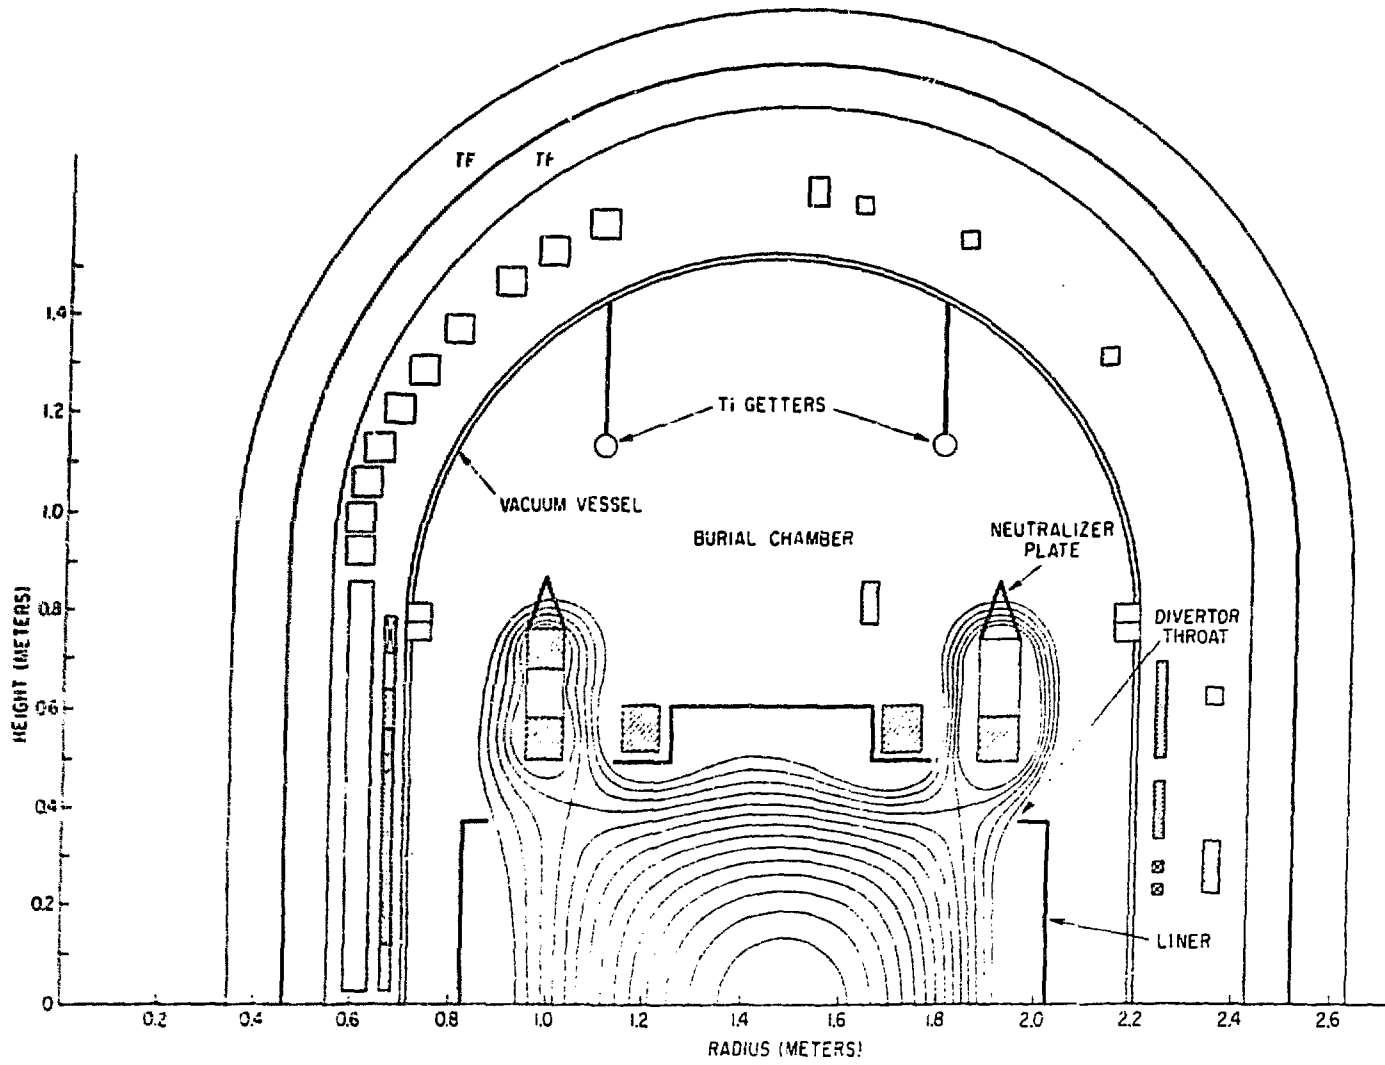 TF TF
1.4
Ti GETTERS
1.2
VACUUM VESSEL
1.0
BURIAL CHAMBER
NEUTRALIZER
PLATE
HEIGHT (METERS)
0.8
DIVERTOR
THROAT
0.6
0.4
0.2
LINER
0
0.2 0.4 0.6 0.8 1.0 1.2 1.4 1.6 1.8 2.0 2.2 2.4 2.6
RADIUS (METERS)